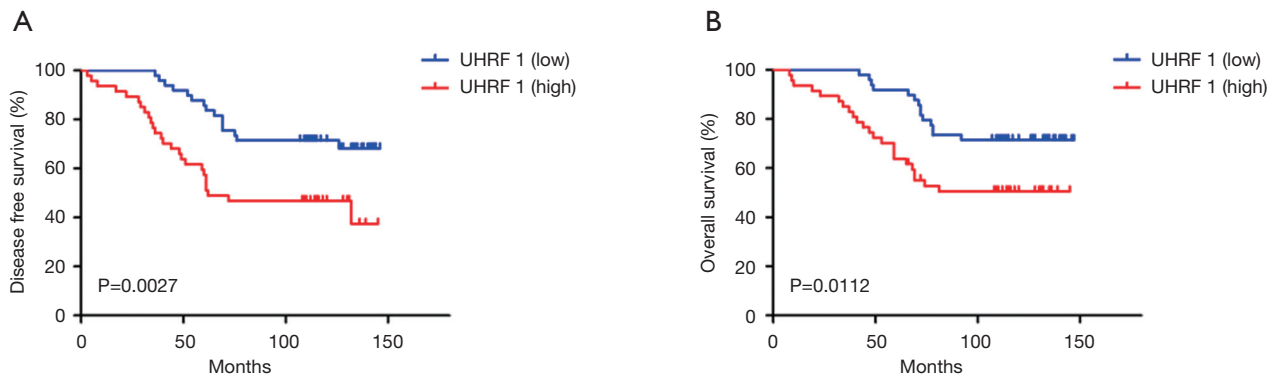 A
UHRF 1 (low)
UHRF 1 (high)
Disease free survival (%)
100
80
60
40
20
0
P=0.0027
0 50 100 150
Months
B
UHRF 1 (low)
UHRF 1 (high)
Overall survival (%)
100
80
60
40
20
0
P=0.0112
0 50 100 150
Months